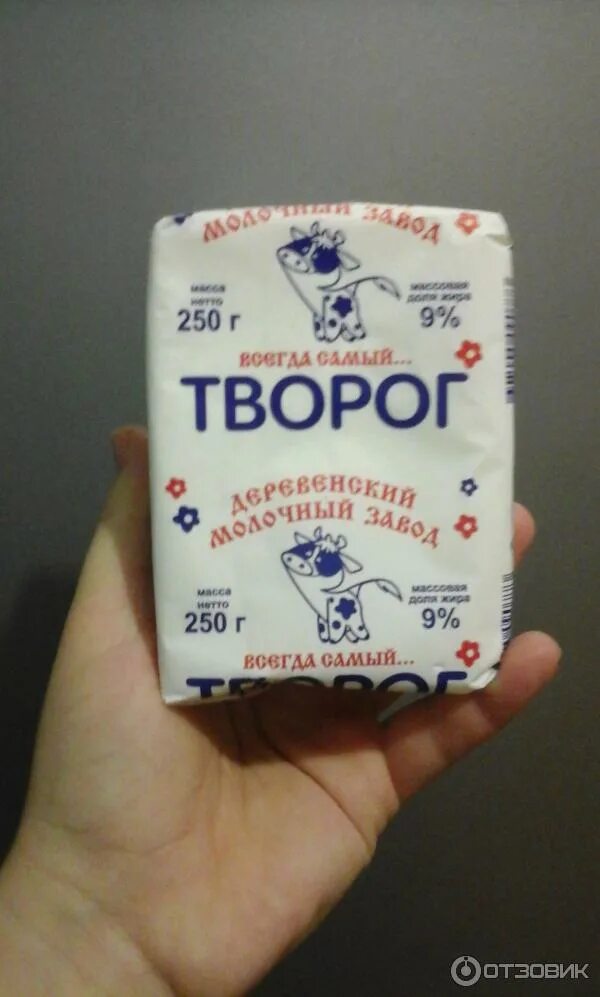 МОЛОЧНЫЙ ЗАВОД
масса
нетто
250 г
массовая
доля жира
9%
ВСЕГДА САМЫЙ...
ТВОРОГ
ДЕРЕВЕНСКИЙ
МОЛОЧНЫЙ ЗАВОД
масса
нетто
250 г
массовая
доля жира
9%
ВСЕГДА САМЫЙ...
ТВОРОГ
ОТЗОВИК